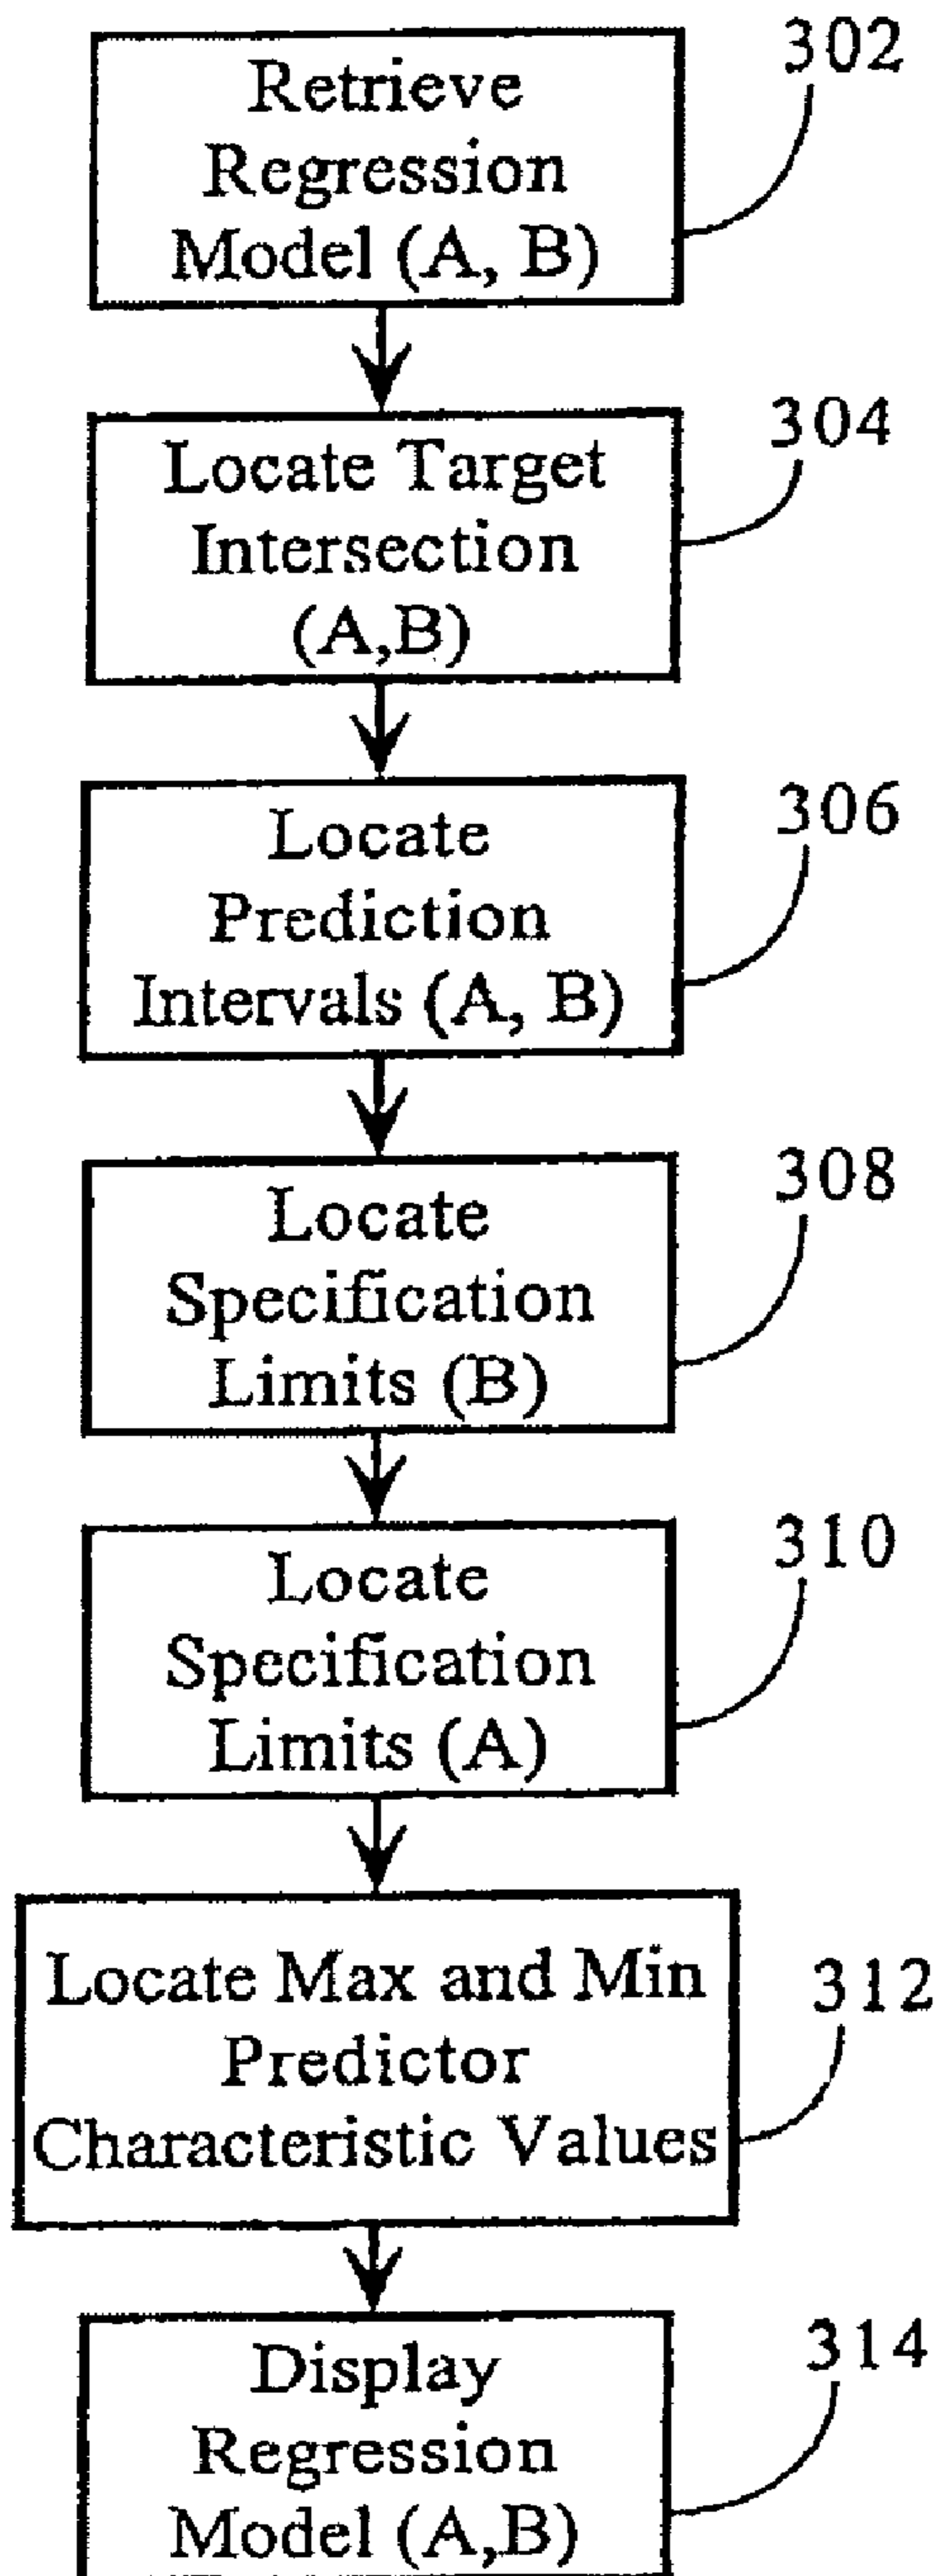 302
Retrieve
Regression
Model (A, B)
304
Locate Target
Intersection
(A,B)
306
Locate
Prediction
Intervals (A, B)
308
Locate
Specification
Limits (B)
310
Locate
Specification
Limits (A)
312
Locate Max and Min
Predictor
Characteristic Values
314
Display
Regression
Model (A,B)